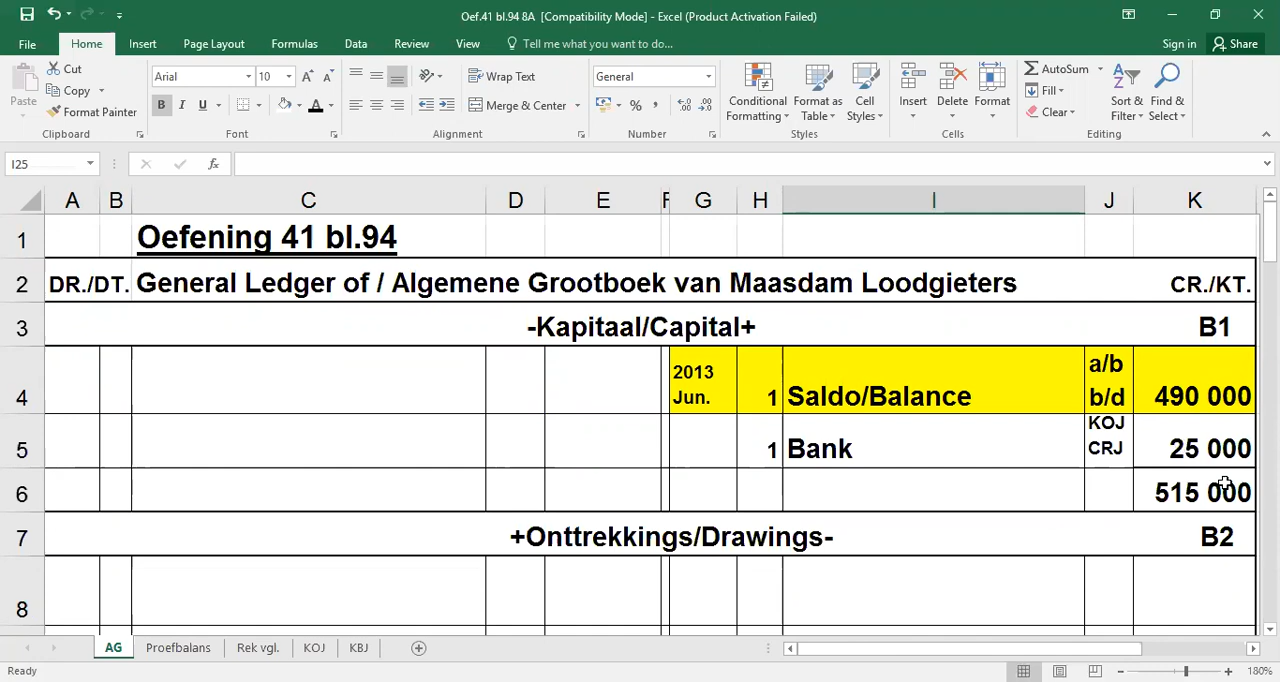 Oef.41 bl.94 8A [Compatibility Mode] - Excel (Product Activation Failed)
File Home Insert Page Layout Formulas Data Review View Tell me what you want to do... Sign in Share
Paste Cut Copy Format Painter
Clipboard
Arial 10
B I U
Font
Wrap Text
Merge & Center
Alignment
General
%
Number
Conditional Formatting Format as Table Cell Styles
Styles
Insert Delete Format
Cells
AutoSum Fill Clear
Sort & Filter Find & Select
Editing
I25 fx
A B C D E F G H I J K
1 Oefening 41 bl.94
2 DR./DT. General Ledger of / Algemene Grootboek van Maasdam Loodgieters CR./KT.
3 -Kapitaal/Capital+ B1
4 2013 Jun. 1 Saldo/Balance a/b b/d 490 000
5 1 Bank KOJ CRJ 25 000
6 515 000
7 +Onttrekkings/Drawings- B2
8
AG Proefbalans Rek vgl. KOJ KBJ
Ready 180%